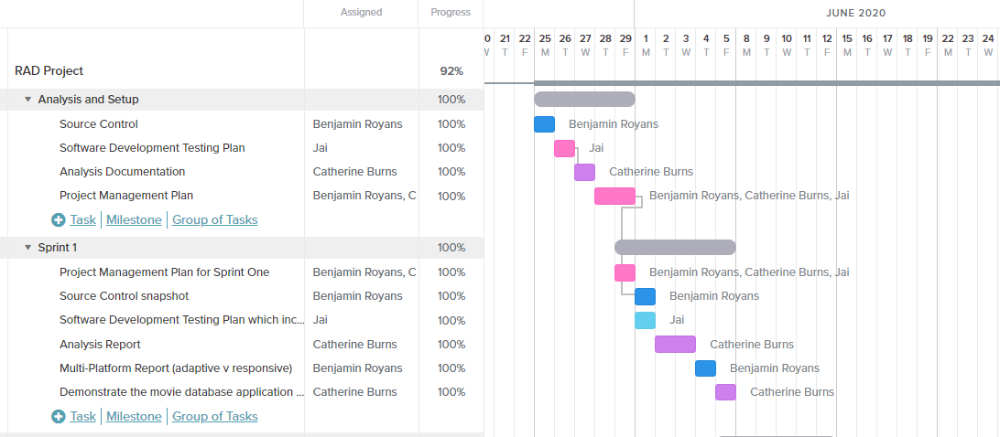 Assigned Progress JUNE 2020
0 21 22 25 26 27 28 29 1 2 3 4 5 8 9 10 11 12 15 16 17 18 19 22 23 24
W T F M T W T F M T W T F M T W T F M T W T F M T W
RAD Project 92%
Analysis and Setup 100%
Source Control Benjamin Royans 100% Benjamin Royans
Software Development Testing Plan Jai 100% Jai
Analysis Documentation Catherine Burns 100% Catherine Burns
Project Management Plan Benjamin Royans, C 100% Benjamin Royans, Catherine Burns, Jai
Task Milestone Group of Tasks
Sprint 1 100%
Project Management Plan for Sprint One Benjamin Royans, C 100% Benjamin Royans, Catherine Burns, Jai
Source Control snapshot Benjamin Royans 100% Benjamin Royans
Software Development Testing Plan which inc... Jai 100% Jai
Analysis Report Catherine Burns 100% Catherine Burns
Multi-Platform Report (adaptive v responsive) Benjamin Royans 100% Benjamin Royans
Demonstrate the movie database application ... Catherine Burns 100% Catherine Burns
Task Milestone Group of Tasks